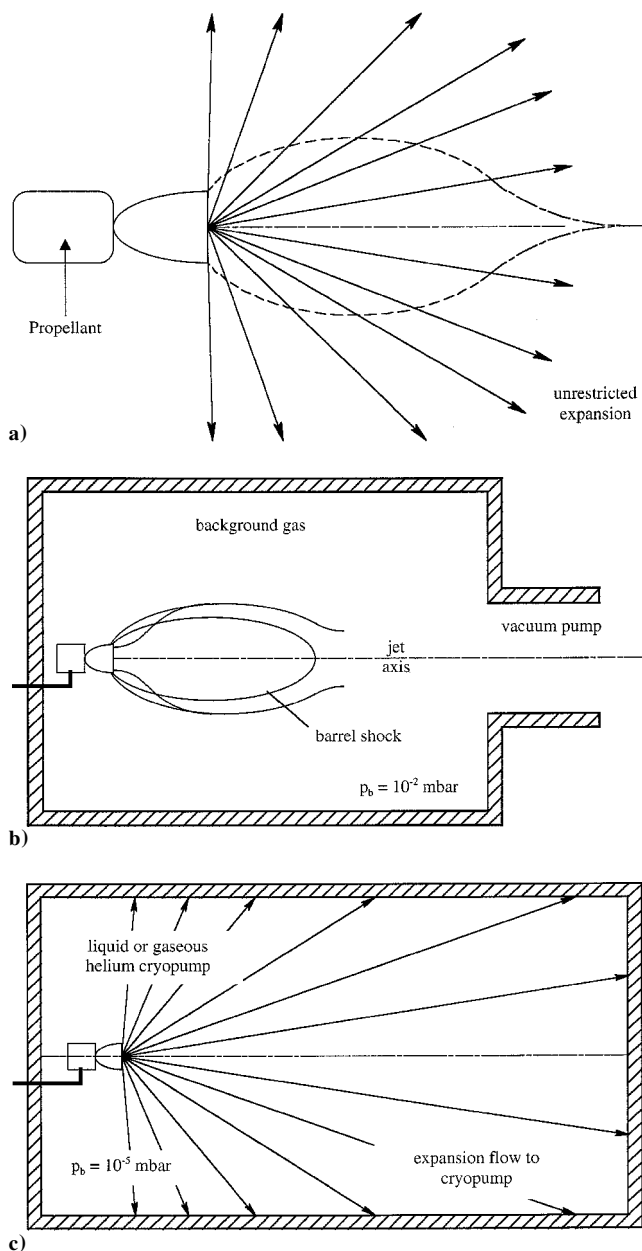 Propellant
unrestricted
expansion
a)
background gas
vacuum pump
jet
axis
barrel shock
p_b = 10^-2 mbar
b)
liquid or gaseous
helium cryopump
p_b = 10^-5 mbar
expansion flow to
cryopump
c)